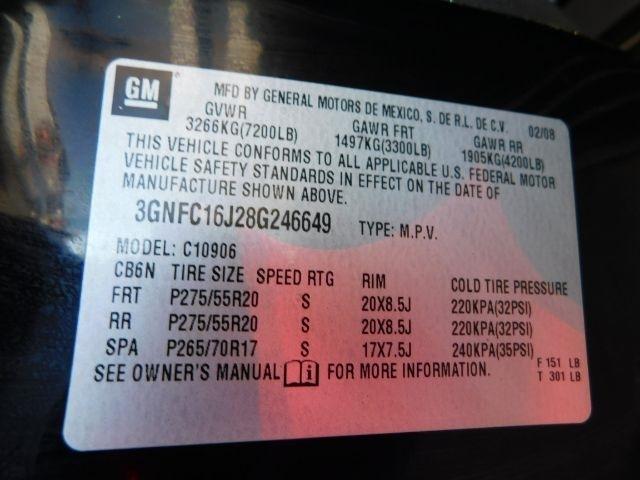 GM
MFD BY GENERAL MOTORS DE MEXICO, S. DE R.L. DE C.V. 02/08
GVWR GAWR FRT GAWR RR
3266KG(7200LB) 1497KG(3300LB) 1905KG(4200LB)
THIS VEHICLE CONFORMS TO ALL APPLICABLE U.S. FEDERAL MOTOR
VEHICLE SAFETY STANDARDS IN EFFECT ON THE DATE OF
MANUFACTURE SHOWN ABOVE.
3GNFC16J28G246649 TYPE: M.P.V.
MODEL: C10906
CB6N TIRE SIZE SPEED RTG RIM COLD TIRE PRESSURE
FRT P275/55R20 S 20X8.5J 220KPA(32PSI)
RR P275/55R20 S 20X8.5J 220KPA(32PSI)
SPA P265/70R17 S 17X7.5J 240KPA(35PSI)
SEE OWNER'S MANUAL i FOR MORE INFORMATION.
F 151 LB
T 301 LB